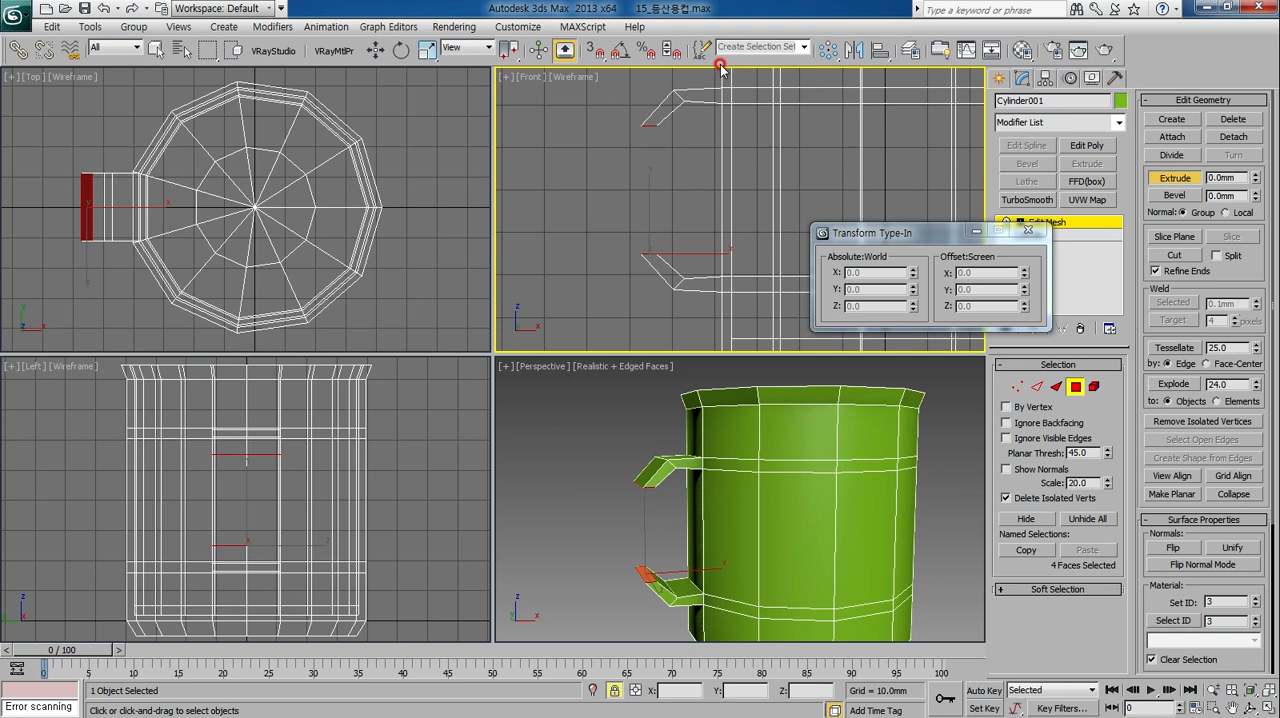 Workspace: Default
Autodesk 3ds Max 2013 x64
15_등산용컵.max
Type a keyword or phrase
Edit
Tools
Group
Views
Create
Modifiers
Animation
Graph Editors
Rendering
Customize
MAXScript
Help
All
VRayStudi
VRayMtlPr
View
Create Selection Set
[+] [Top] [Wireframe]
[+] [Front] [Wireframe]
[+] [Left] [Wireframe]
[+] [Perspective] [Realistic + Edged Faces]
Transform Type-In
Absolute:World
X: 0.0
Y: 0.0
Z: 0.0
Offset:Screen
X: 0.0
Y: 0.0
Z: 0.0
Cylinder001
Modifier List
Edit Spline
Edit Poly
Bevel
Extrude
Lathe
FFD(box)
TurboSmooth
UVW Map
Edit Mesh
Selection
By Vertex
Ignore Backfacing
Ignore Visible Edges
Planar Thresh: 45.0
Show Normals
Scale: 20.0
Delete Isolated Verts
Hide
Unhide All
Named Selections:
Copy
Paste
4 Faces Selected
Soft Selection
Edit Geometry
Create
Delete
Attach
Detach
Divide
Turn
Extrude
0.0mm
Bevel
0.0mm
Normal: Group Local
Slice Plane
Slice
Cut
Split
Refine Ends
Weld
Selected
0.1mm
Target
4 pixels
Tessellate
25.0
by: Edge Face-Center
Explode
24.0
to: Objects Elements
Remove Isolated Vertices
Select Open Edges
Create Shape from Edges
View Align
Grid Align
Make Planar
Collapse
Surface Properties
Normals:
Flip
Unify
Flip Normal Mode
Material:
Set ID: 3
Select ID 3
Clear Selection
0 / 100
0 5 10 15 20 25 30 35 40 45 50 55 60 65 70 75 80 85 90 95 100
1 Object Selected
X:
Y:
Z:
Grid = 10.0mm
Auto Key
Selected
Error scanning
Click or click-and-drag to select objects
Add Time Tag
Set Key
Key Filters...
0